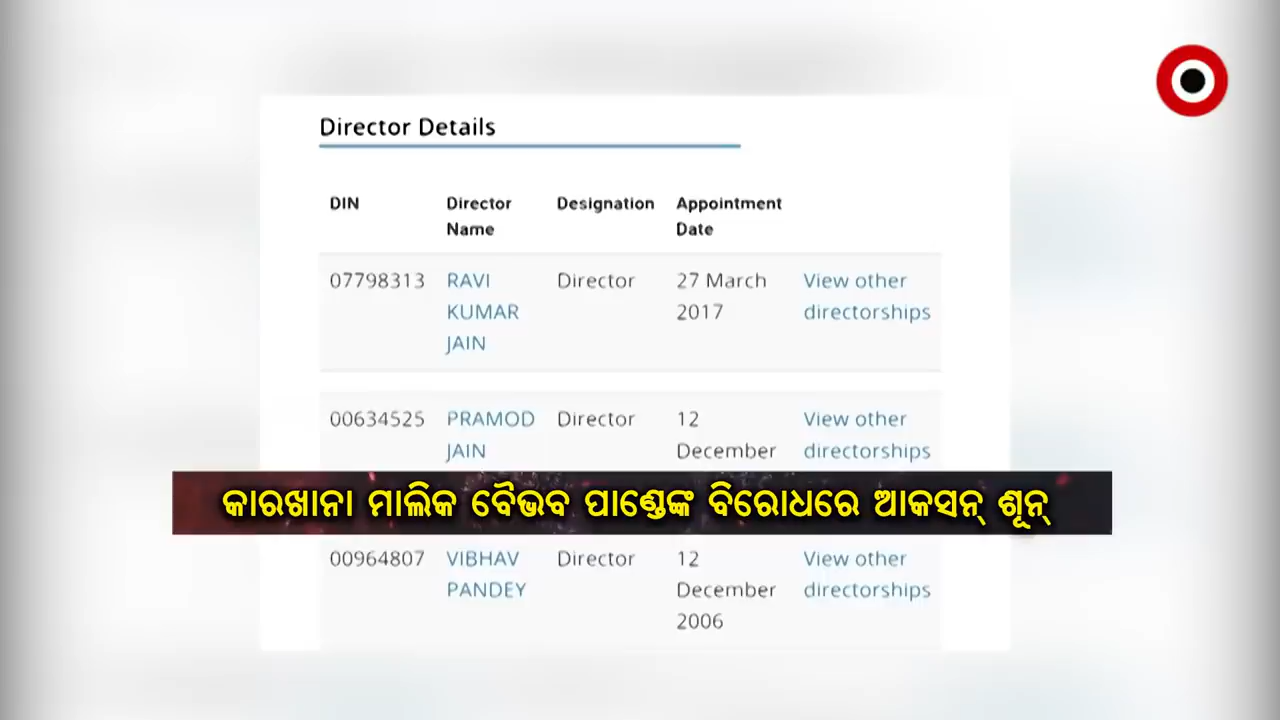 Director Details
DIN Director Designation Appointment
Name Date
07798313 RAVI Director 27 March View other
KUMAR 2017 directorships
JAIN
00634525 PRAMOD Director 12 View other
JAIN December directorships
କାରଖାନା ମାଲିକ ବୈଭବ ପାଣ୍ଡେଙ୍କ ବିରୋଧରେ ଆକସନ୍ ଶୂନ୍
00964807 VIBHAV Director 12 View other
PANDEY December directorships
2006